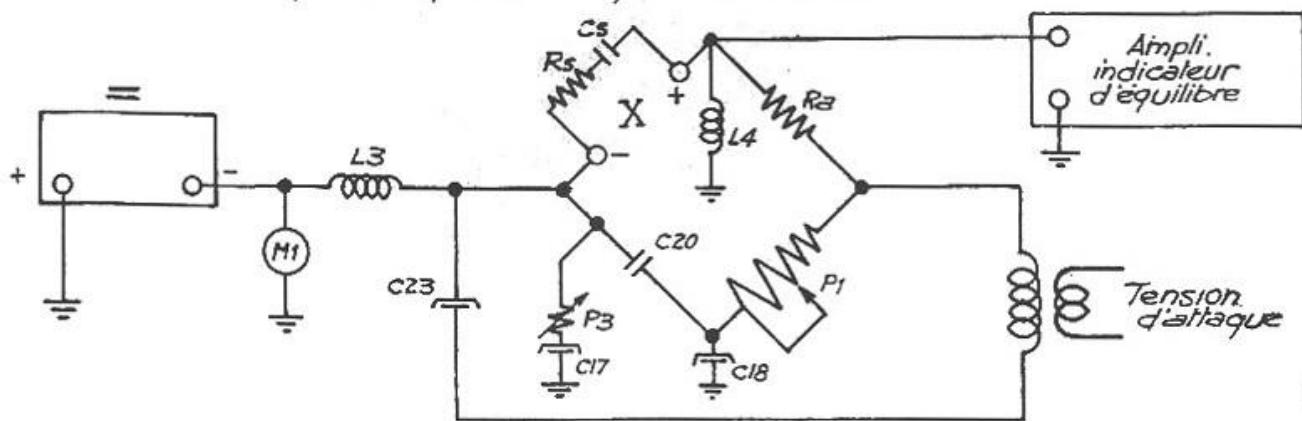 Cs
Rs
X
+
-
L4
Ra
Ampli.
indicateur
d'équilibre
=
+
-
L3
M1
C23
C20
P1
P3
C17
C18
Tension
d'attaque